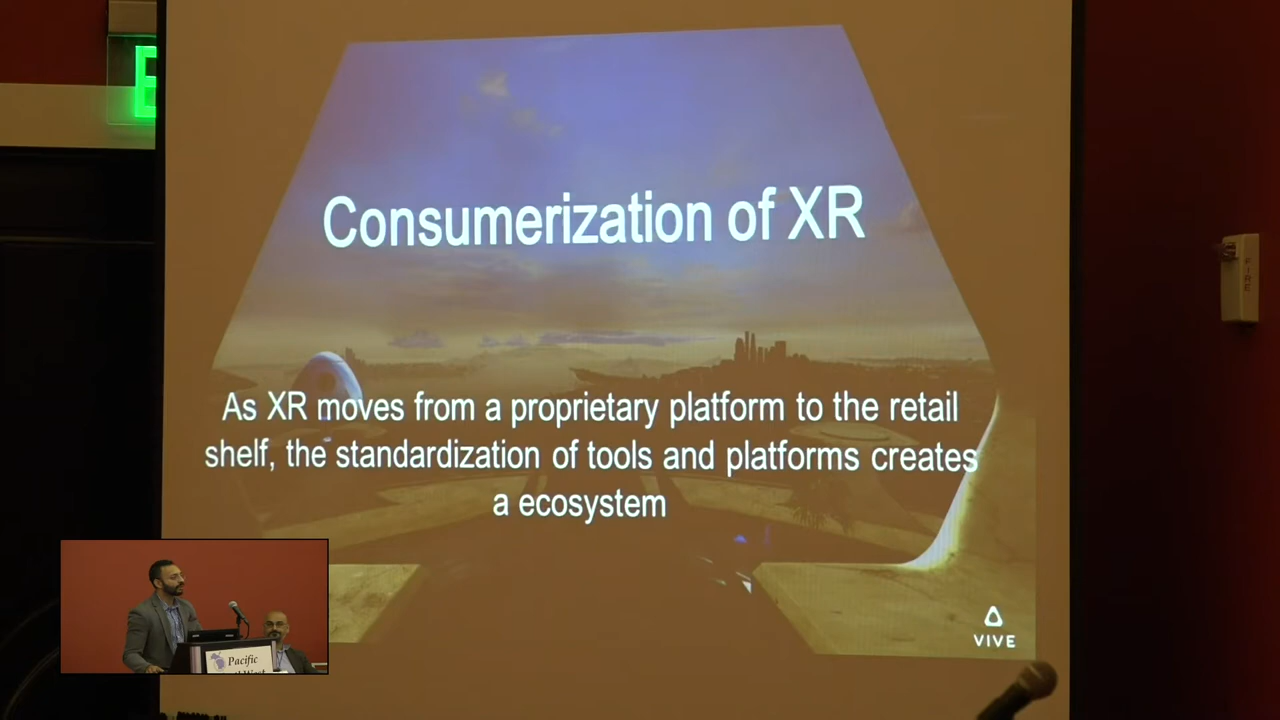 E
Consumerization of XR
FIRE
As XR moves from a proprietary platform to the retail
shelf, the standardization of tools and platforms creates
a ecosystem
VIVE
Pacific